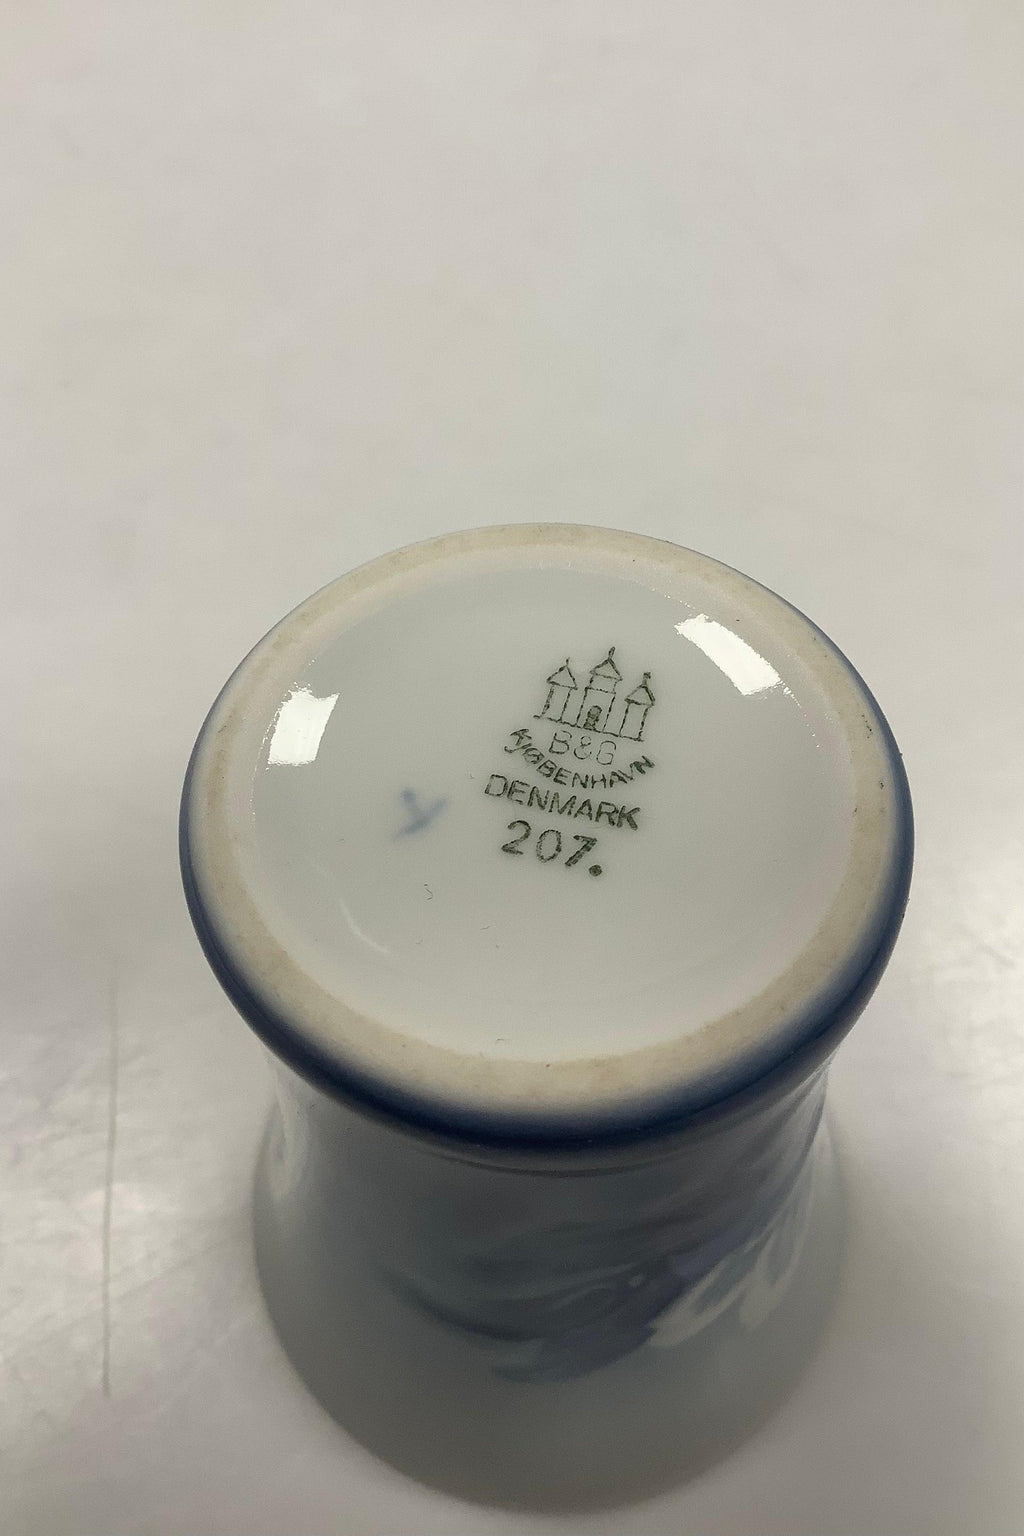 B&G
KJØBENHAVN
DENMARK
207.